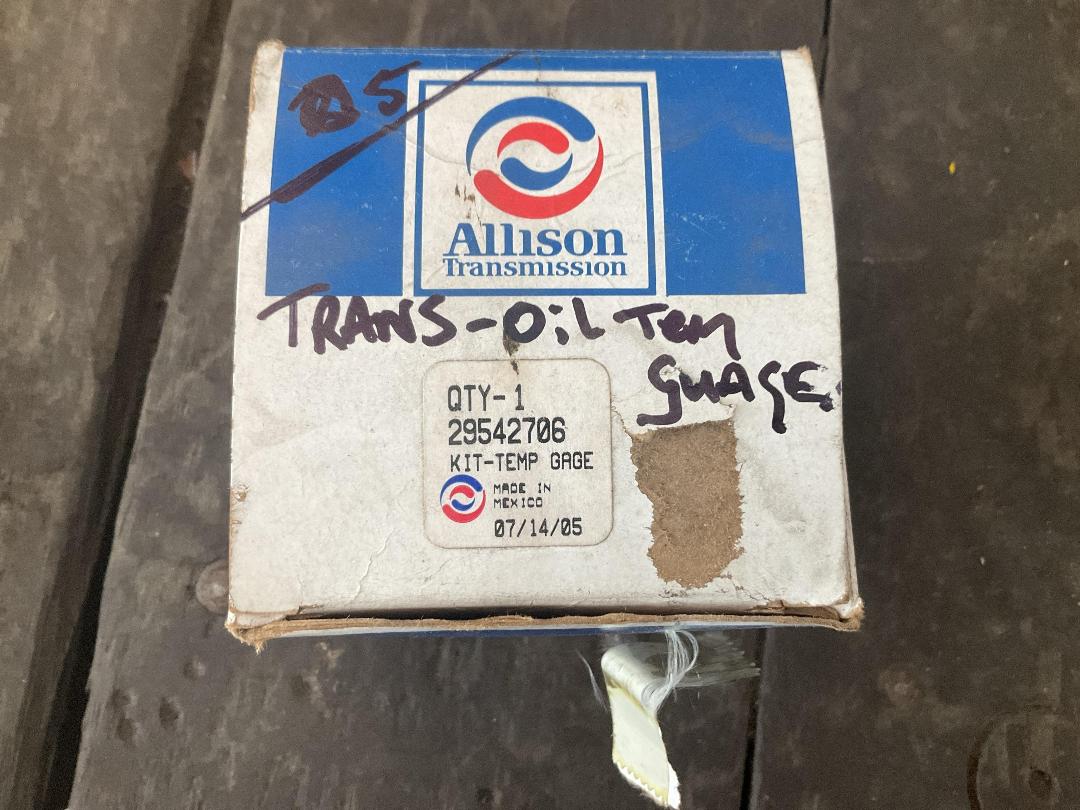 5
Allison
Transmission
TRANS-OiL Tem
GUAGE
QTY-1
29542706
KIT-TEMP GAGE
MADE IN
MEXICO
07/14/05